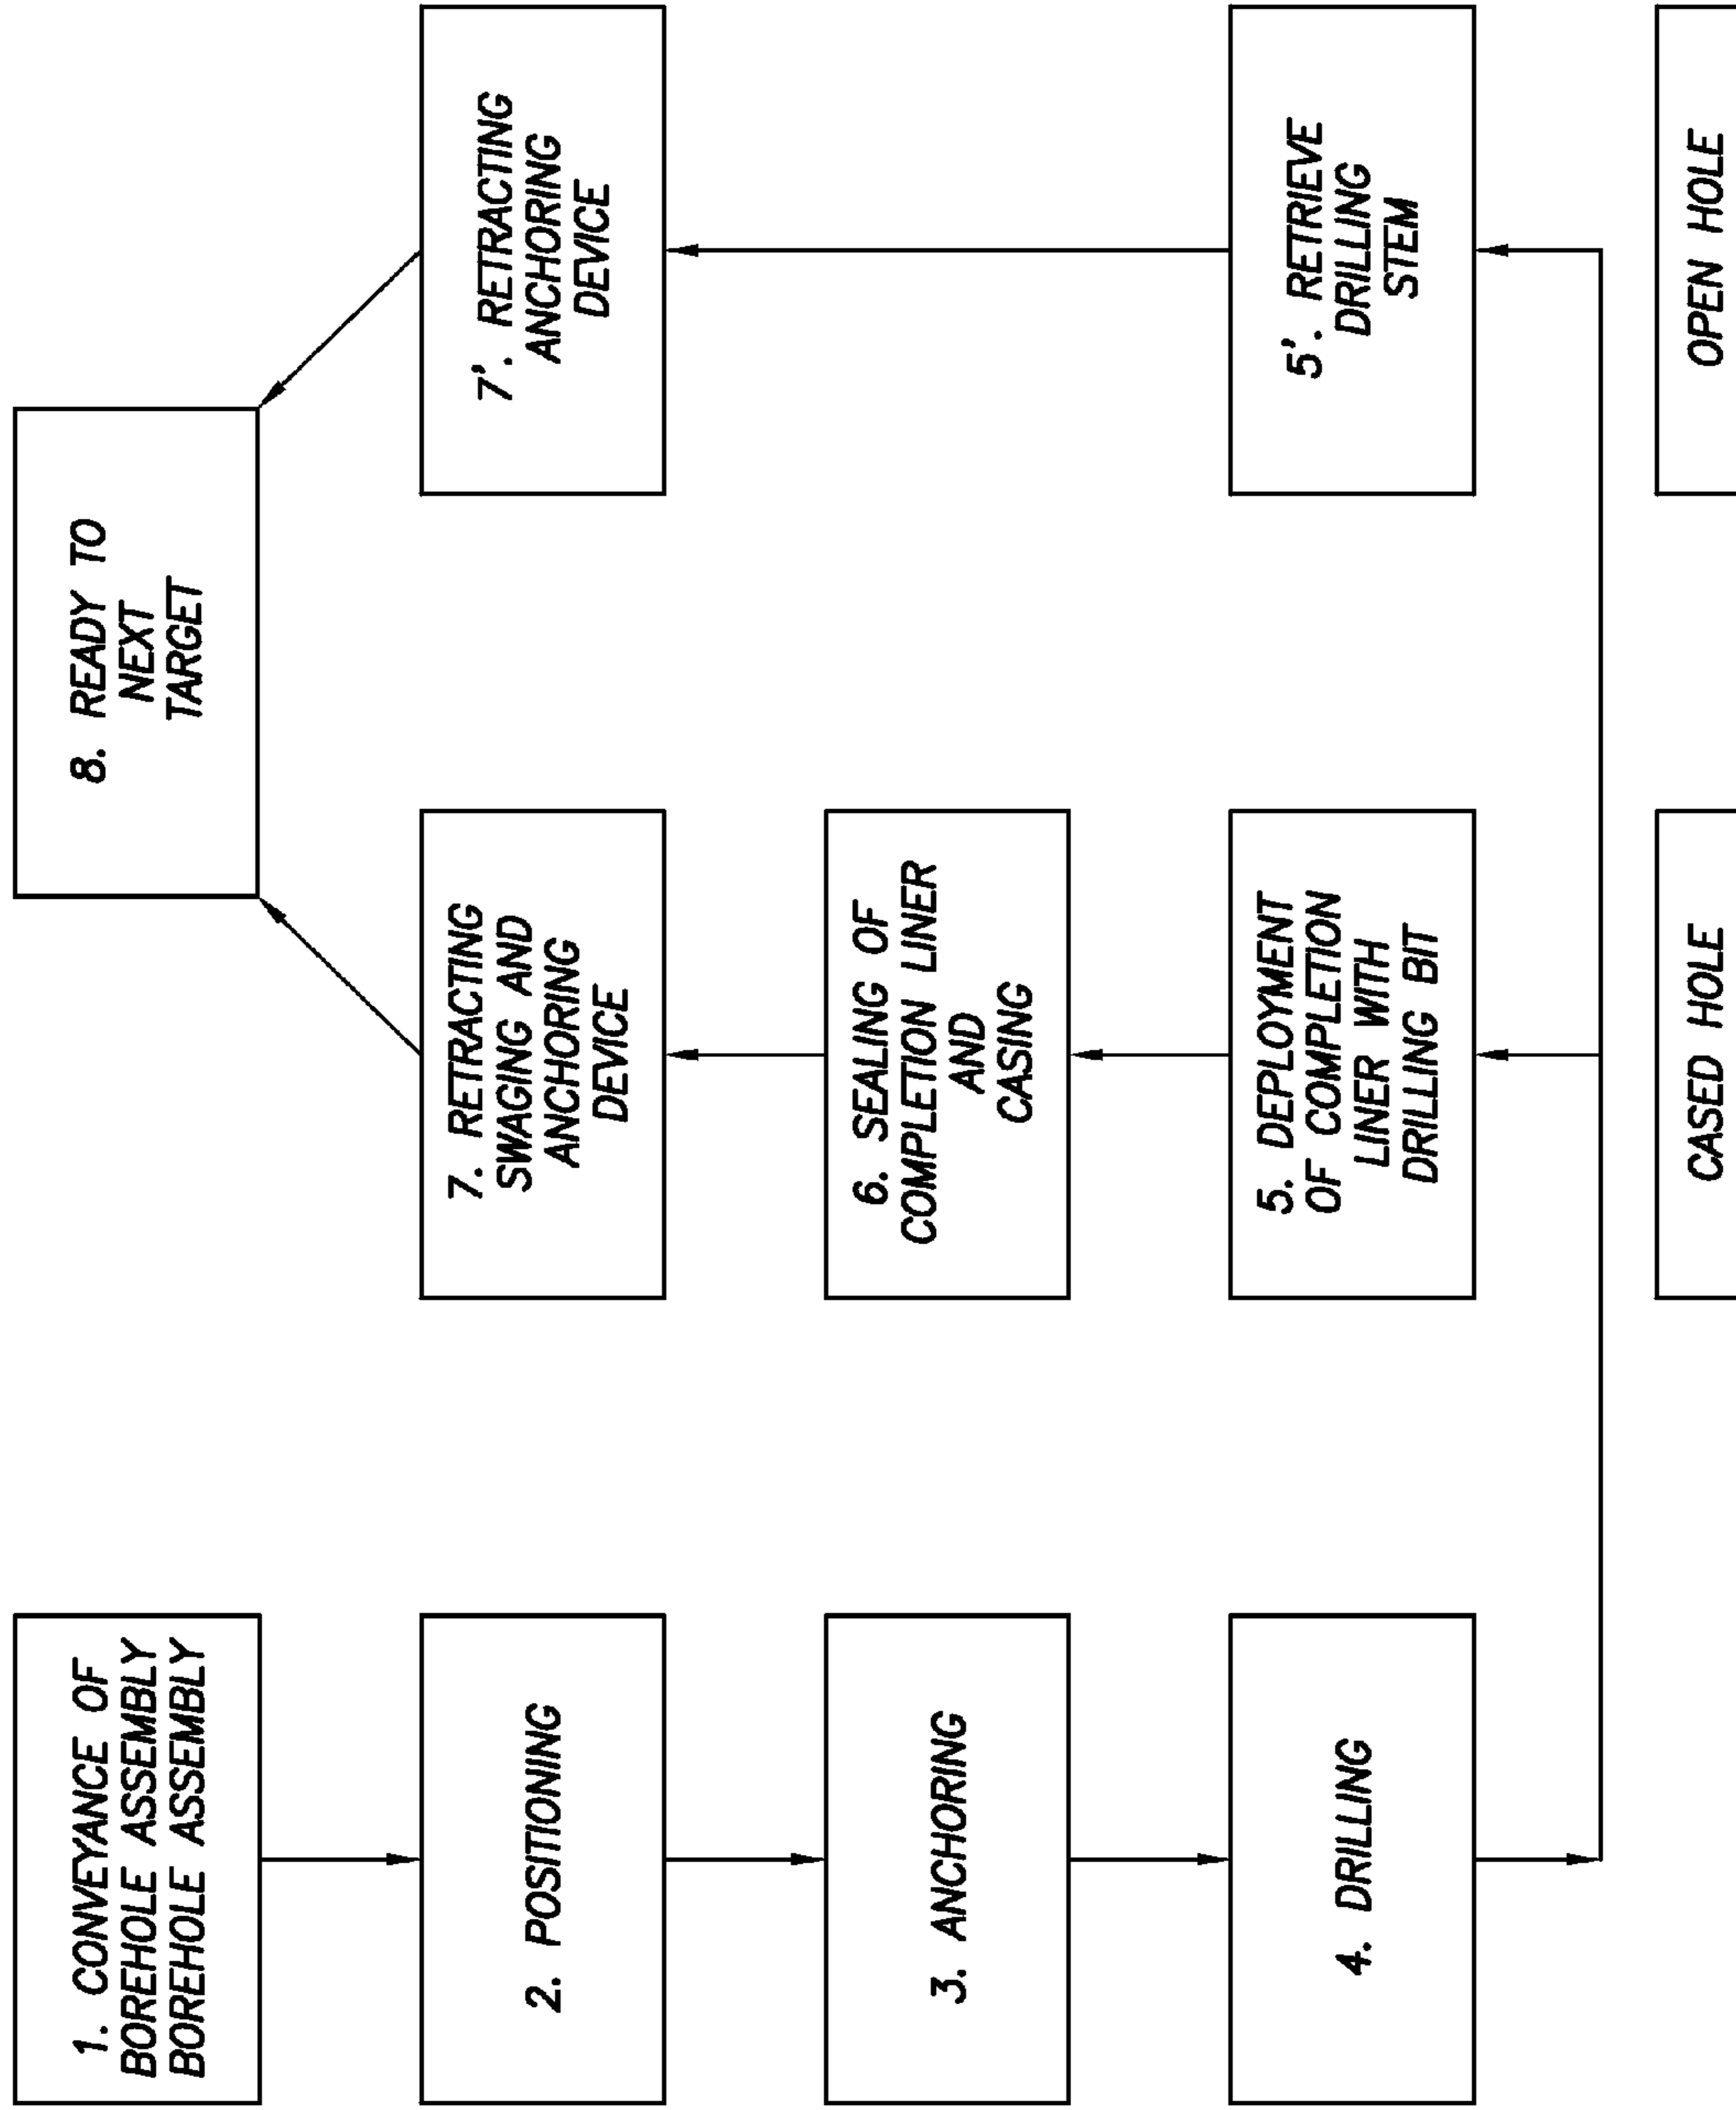 1. CONVEYANCE OF
BOREHOLE ASSEMBLY
BOREHOLE ASSEMBLY
2. POSITIONING
3. ANCHORING
4. DRILLING
8. READY TO
NEXT
TARGET
7. RETRACTING
SWAGING AND
ANCHORING
DEVICE
6. SEALING OF
COMPLETION LINER
AND
CASING
5. DEPLOYMENT
OF COMPLETION
LINER WITH
DRILLING BIT
CASED HOLE
7'. RETRACTING
ANCHORING
DEVICE
5'. RETRIEVE
DRILLING
STEM
OPEN HOLE